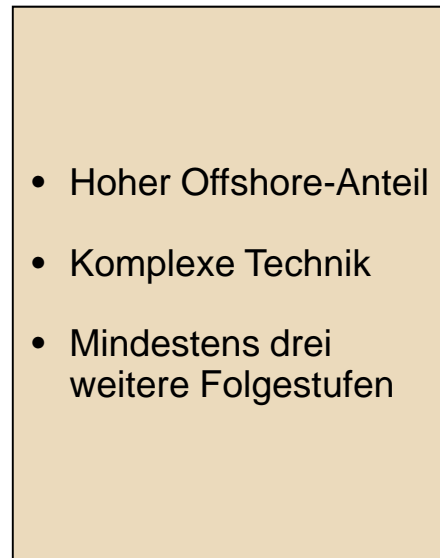 • Hoher Offshore-Anteil
• Komplexe Technik
• Mindestens drei
weitere Folgestufen